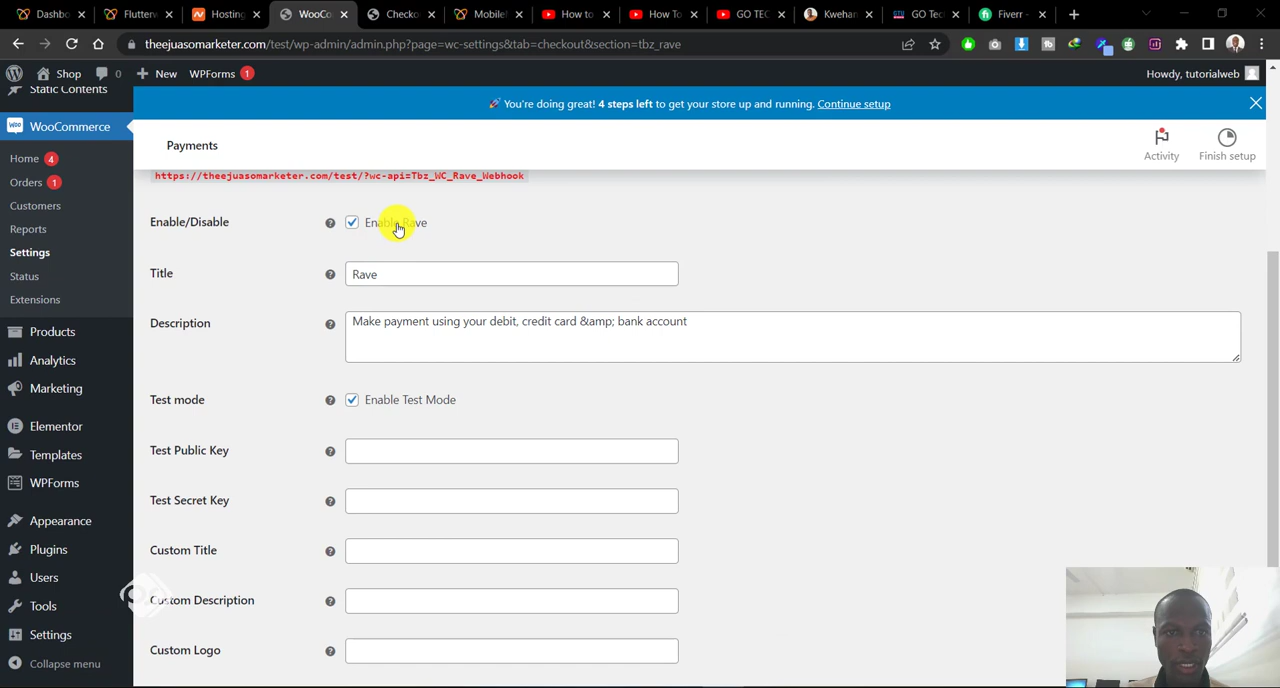 Dashbo
Flutterw
Hosting
WooCo
Checko
Mobile
How to
How To
GO TEC
Kwehan
GO Tec
Fiverr -
theejuasomarketer.com/test/wp-admin/admin.php?page=wc-settings&tab=checkout&section=tbz_rave
Shop
0
New
WPForms 1
Howdy, tutorialweb
Static Contents
You're doing great! 4 steps left to get your store up and running. Continue setup
WooCommerce
Payments
Activity
Finish setup
Home 4
Orders 1
Customers
Reports
Settings
Status
Extensions
Products
Analytics
Marketing
Elementor
Templates
WPForms
Appearance
Plugins
Users
Tools
Settings
Collapse menu
https://theejuasomarketer.com/test/?wc-api=Tbz_WC_Rave_Webhook
Enable/Disable
Enable Rave
Title
Rave
Description
Make payment using your debit, credit card &amp; bank account
Test mode
Enable Test Mode
Test Public Key
Test Secret Key
Custom Title
Custom Description
Custom Logo